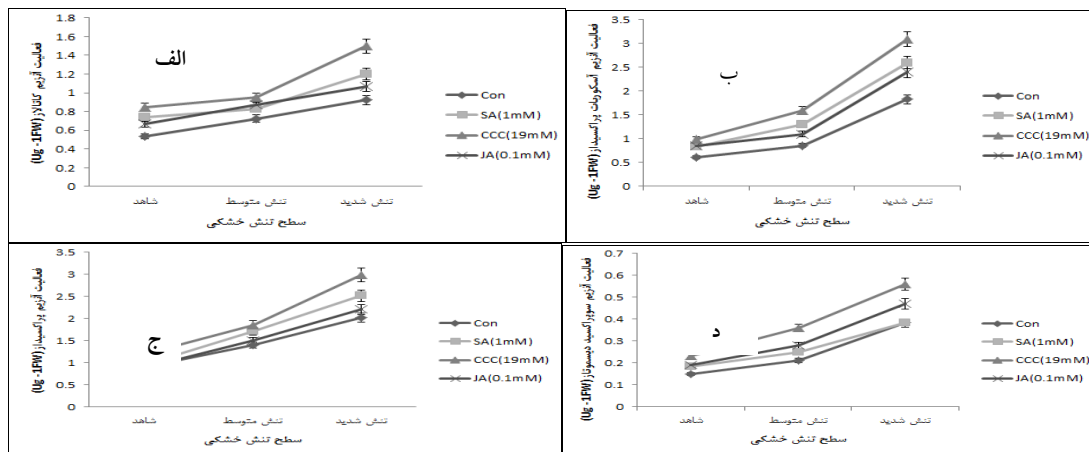 الف
فعالیت آنزیم کاتالاز (Ug -1FW)
1.8
1.6
1.4
1.2
1
0.8
0.6
0.4
0.2
0
شاهد
تنش متوسط
تنش شدید
سطح تنش خشکی
Con
SA(1mM)
CCC(19mM)
JA(0.1mM)
ب
فعالیت آنزیم آسکوربات پراکسیداز (Ug -1FW)
3.5
3
2.5
2
1.5
1
0.5
0
شاهد
تنش متوسط
تنش شدید
سطح تنش خشکی
Con
SA(1mM)
CCC(19mM)
JA(0.1mM)
ج
فعالیت آنزیم پراکسیداز (Ug -1FW)
3.5
3
2.5
2
1.5
1
0.5
0
شاهد
تنش متوسط
تنش شدید
سطح تنش خشکی
Con
SA(1mM)
CCC(19mM)
JA(0.1mM)
د
فعالیت آنزیم سوپراکسید دیسموتاز (Ug -1FW)
0.7
0.6
0.5
0.4
0.3
0.2
0.1
0
شاهد
تنش متوسط
تنش شدید
سطح تنش خشکی
Con
SA(1mM)
CCC(19mM)
JA(0.1mM)